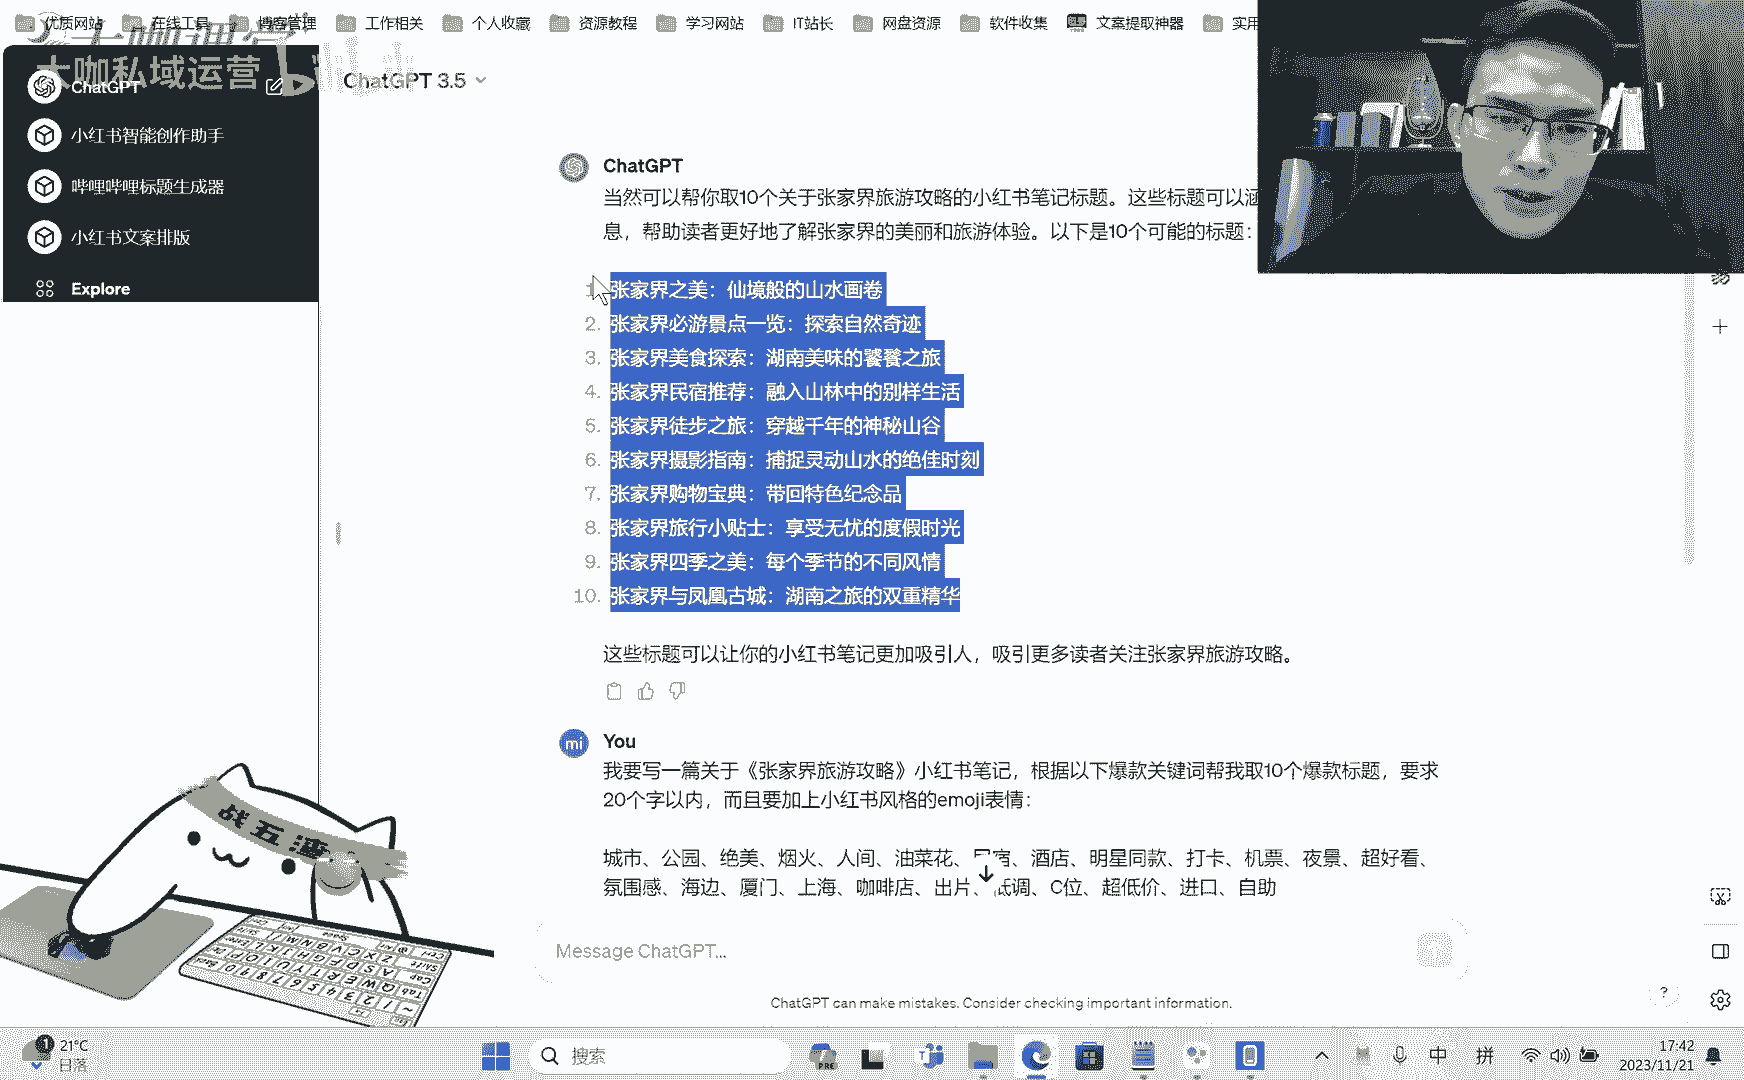 优质网站
在线工具
博客管理
工作相关
个人收藏
资源教程
学习网站
IT站长
网盘资源
软件收集
文案提取神器
实用
大咖课堂
大咖私域运营
ChatGPT
小红书智能创作助手
哔哩哔哩标题生成器
小红书文案排版
Explore
ChatGPT 3.5
ChatGPT
当然可以帮你取10个关于张家界旅游攻略的小红书笔记标题。这些标题可以涵
息，帮助读者更好地了解张家界的美丽和旅游体验。以下是10个可能的标题：
1. 张家界之美：仙境般的山水画卷
2. 张家界必游景点一览：探索自然奇迹
3. 张家界美食探索：湖南美味的饕餮之旅
4. 张家界民宿推荐：融入山林中的别样生活
5. 张家界徒步之旅：穿越千年的神秘山谷
6. 张家界摄影指南：捕捉灵动山水的绝佳时刻
7. 张家界购物宝典：带回特色纪念品
8. 张家界旅行小贴士：享受无忧的度假时光
9. 张家界四季之美：每个季节的不同风情
10. 张家界与凤凰古城：湖南之旅的双重精华
这些标题可以让你的小红书笔记更加吸引人，吸引更多读者关注张家界旅游攻略。
mi
You
我要写一篇关于《张家界旅游攻略》小红书笔记，根据以下爆款关键词帮我取10个爆款标题，要求
20个字以内，而且要加上小红书风格的emoji表情：
城市、公园、绝美、烟火、人间、油菜花、宿、酒店、明星同款、打卡、机票、夜景、超好看、
氛围感、海边、厦门、上海、咖啡店、出片、低调、C位、超低价、进口、自助
Message ChatGPT...
ChatGPT can make mistakes. Consider checking important information.
?
战五渣
1
21°C
日落
搜索
PRE
中
拼
17:42
2023/11/21